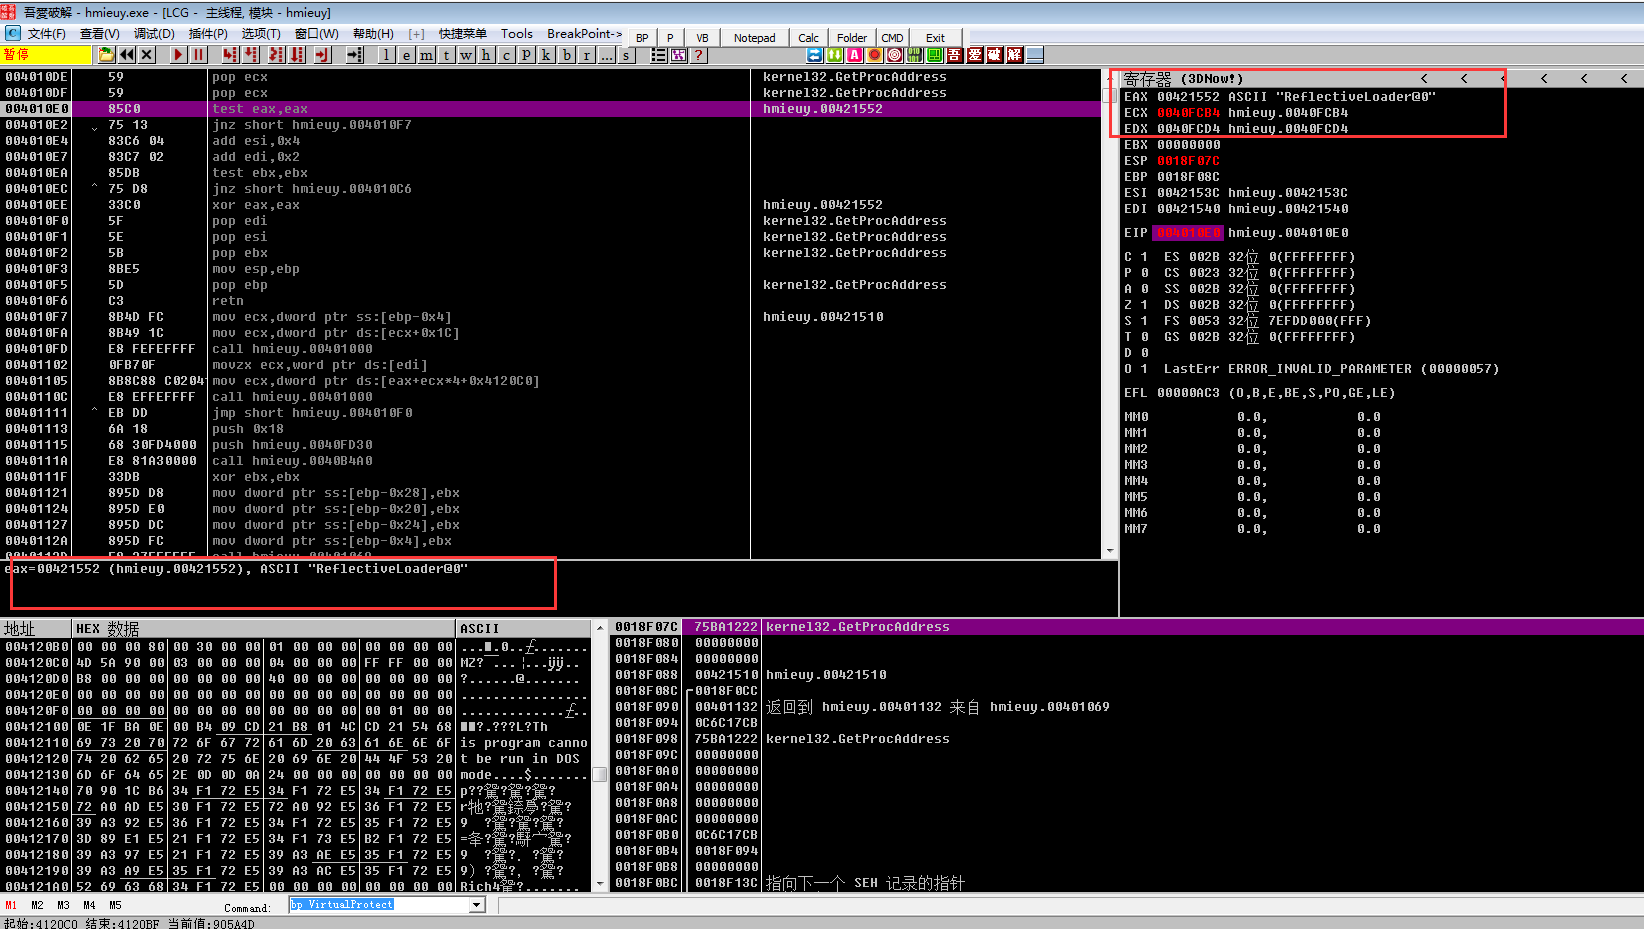 吾爱破解 - hmieuy.exe - [LCG - 主线程, 模块 - hmieuy]
文件(F) 查看(V) 调试(D) 插件(P) 选项(T) 窗口(W) 帮助(H) [+] 快捷菜单 Tools BreakPoint-> BP P VB Notepad Calc Folder CMD Exit
暂停 l e m t w h c p k b r ... s ? A 吾 爱 破 解
004010DE 59 pop ecx kernel32.GetProcAddress
004010DF 59 pop ecx kernel32.GetProcAddress
004010E0 85C0 test eax,eax hmieuy.00421552
004010E2 75 13 jnz short hmieuy.004010F7
004010E4 83C6 04 add esi,0x4
004010E7 83C7 02 add edi,0x2
004010EA 85DB test ebx,ebx
004010EC ^ 75 D8 jnz short hmieuy.004010C6
004010EE 33C0 xor eax,eax hmieuy.00421552
004010F0 5F pop edi kernel32.GetProcAddress
004010F1 5E pop esi kernel32.GetProcAddress
004010F2 5B pop ebx kernel32.GetProcAddress
004010F3 8BE5 mov esp,ebp
004010F5 5D pop ebp kernel32.GetProcAddress
004010F6 C3 retn
004010F7 8B4D FC mov ecx,dword ptr ss:[ebp-0x4] hmieuy.00421510
004010FA 8B49 1C mov ecx,dword ptr ds:[ecx+0x1C]
004010FD E8 FEFEFFFF call hmieuy.00401000
00401102 0FB70F movzx ecx,word ptr ds:[edi]
00401105 8B8C88 C0204 mov ecx,dword ptr ds:[eax+ecx*4+0x4120C0]
0040110C E8 EFFEFFFF call hmieuy.00401000
00401111 ^ EB DD jmp short hmieuy.004010F0
00401113 6A 18 push 0x18
00401115 68 30FD4000 push hmieuy.0040FD30
0040111A E8 81A30000 call hmieuy.0040B4A0
0040111F 33DB xor ebx,ebx
00401121 895D D8 mov dword ptr ss:[ebp-0x28],ebx
00401124 895D E0 mov dword ptr ss:[ebp-0x20],ebx
00401127 895D DC mov dword ptr ss:[ebp-0x24],ebx
0040112A 895D FC mov dword ptr ss:[ebp-0x4],ebx
0040112D E8 37FFFFFF call hmieuy.00401069
eax=00421552 (hmieuy.00421552), ASCII "ReflectiveLoader@0"
寄存器 (3DNow!) < < < < < <
EAX 00421552 ASCII "ReflectiveLoader@0"
ECX 0040FCB4 hmieuy.0040FCB4
EDX 0040FCD4 hmieuy.0040FCD4
EBX 00000000
ESP 0018F07C
EBP 0018F08C
ESI 0042153C hmieuy.0042153C
EDI 00421540 hmieuy.00421540
EIP 004010E0 hmieuy.004010E0
C 1 ES 002B 32位 0(FFFFFFFF)
P 0 CS 0023 32位 0(FFFFFFFF)
A 0 SS 002B 32位 0(FFFFFFFF)
Z 1 DS 002B 32位 0(FFFFFFFF)
S 1 FS 0053 32位 7EFDD000(FFF)
T 0 GS 002B 32位 0(FFFFFFFF)
D 0
O 1 LastErr ERROR_INVALID_PARAMETER (00000057)
EFL 00000AC3 (O,B,E,BE,S,PO,GE,LE)
MM0 0.0, 0.0
MM1 0.0, 0.0
MM2 0.0, 0.0
MM3 0.0, 0.0
MM4 0.0, 0.0
MM5 0.0, 0.0
MM6 0.0, 0.0
MM7 0.0, 0.0
地址 HEX 数据 ASCII
004120B0 00 00 90 80 00 30 00 00 01 00 00 00 00 00 00 00
004120C0 4D 5A 90 00 03 00 00 00 04 00 00 00 FF FF 00 00 MZ?
004120D0 B8 00 00 00 00 00 00 00 40 00 00 00 00 00 00 00 ?.......@.......
004120E0 00 00 00 00 00 00 00 00 00 00 00 00 00 00 00 00 ................
004120F0 00 00 00 00 00 00 00 00 00 00 00 00 00 01 00 00
00412100 0E 1F BA 0E 00 B4 09 CD 21 B8 01 4C CD 21 54 68 ?.???L?Th
00412110 69 73 20 70 72 6F 67 72 61 6D 20 63 61 6E 6E 6F is program canno
00412120 74 20 62 65 20 72 75 6E 20 69 6E 20 44 4F 53 20 t be run in DOS
00412130 6D 6F 64 65 2E 0D 0D 0A 24 00 00 00 00 00 00 00 mode....$.......
00412140 70 90 1C B6 34 F1 72 E5 34 F1 72 E5 34 F1 72 E5
00412150 72 A0 AD E5 30 F1 72 E5 72 A0 92 E5 36 F1 72 E5
00412160 39 A3 92 E5 36 F1 72 E5 34 F1 72 E5 35 F1 72 E5
00412170 3D 89 E1 E5 21 F1 72 E5 34 F1 73 E5 B2 F1 72 E5
00412180 39 A3 97 E5 21 F1 72 E5 39 A3 AE E5 35 F1 72 E5
00412190 39 A3 A9 E5 35 F1 72 E5 39 A3 AC E5 35 F1 72 E5
004121A0 52 69 63 68 34 F1 72 E5 00 00 00 00 00 00 00 00 Rich4
0018F07C 75BA1222 kernel32.GetProcAddress
0018F080 00000000
0018F084 00000000
0018F088 00421510 hmieuy.00421510
0018F08C 0018F0CC
0018F090 00401132 返回到 hmieuy.00401132 来自 hmieuy.00401069
0018F094 0C6C17CB
0018F098 75BA1222 kernel32.GetProcAddress
0018F09C 00000000
0018F0A0 00000000
0018F0A4 00000000
0018F0A8 00000000
0018F0AC 00000000
0018F0B0 0C6C17CB
0018F0B4 0018F094
0018F0B8 00000000
0018F0BC 0018F13C 指向下一个 SEH 记录的指针
M1 M2 M3 M4 M5 Command: bp VirtualProtect
起始:4120C0 结束:4120BF 当前值:905A4D